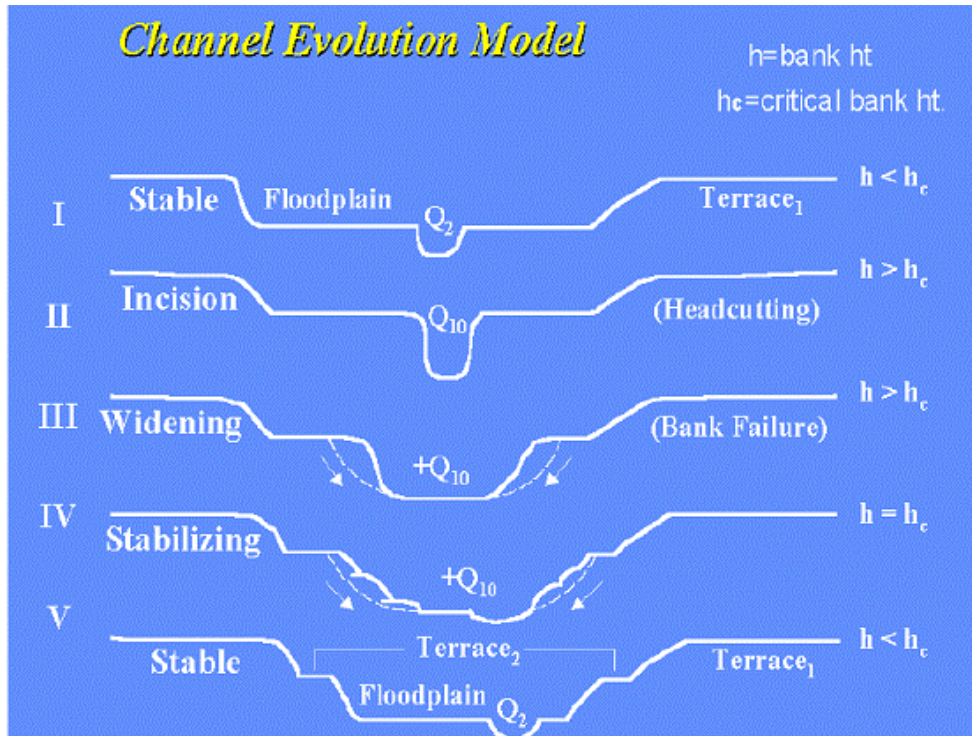 Channel Evolution Model
h=bank ht
hc=critical bank ht.
I Stable Floodplain Q2 Terrace1 h < hc
II Incision Q10 (Headcutting) h > hc
III Widening +Q10 (Bank Failure) h > hc
IV Stabilizing +Q10 h = hc
V Stable Terrace2 Terrace1 h < hc
Floodplain Q2